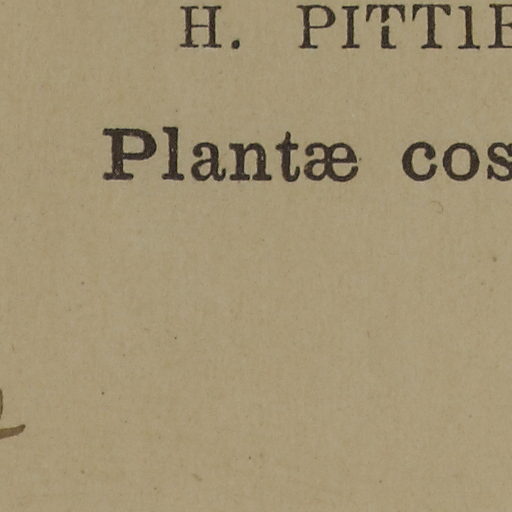 H. PITTIE
Plantæ cos